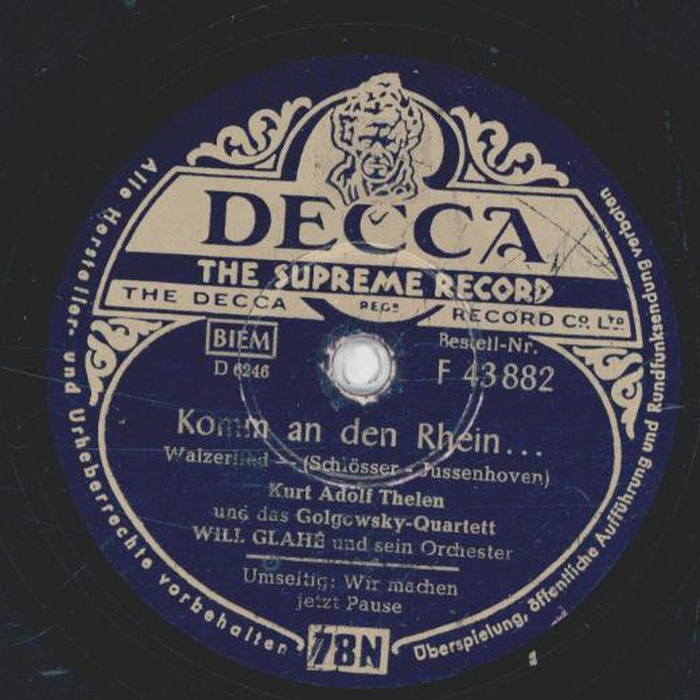 DECCA
THE SUPREME RECORD
THE DECCA REGD RECORD CO. LTD
BIEM
D 6246
Bestell-Nr.
F 43882
Komm an den Rhein...
Walzerlied — (Schlösser - Jussenhoven)
Kurt Adolf Thelen
und das Golgowsky-Quartett
WILL GLAHÉ und sein Orchester
Umseitig: Wir machen
jetzt Pause
78N
Alle Hersteller- und Urheberrechte vorbehalten
Überspielung, öffentliche Aufführung und Rundfunksendung verboten